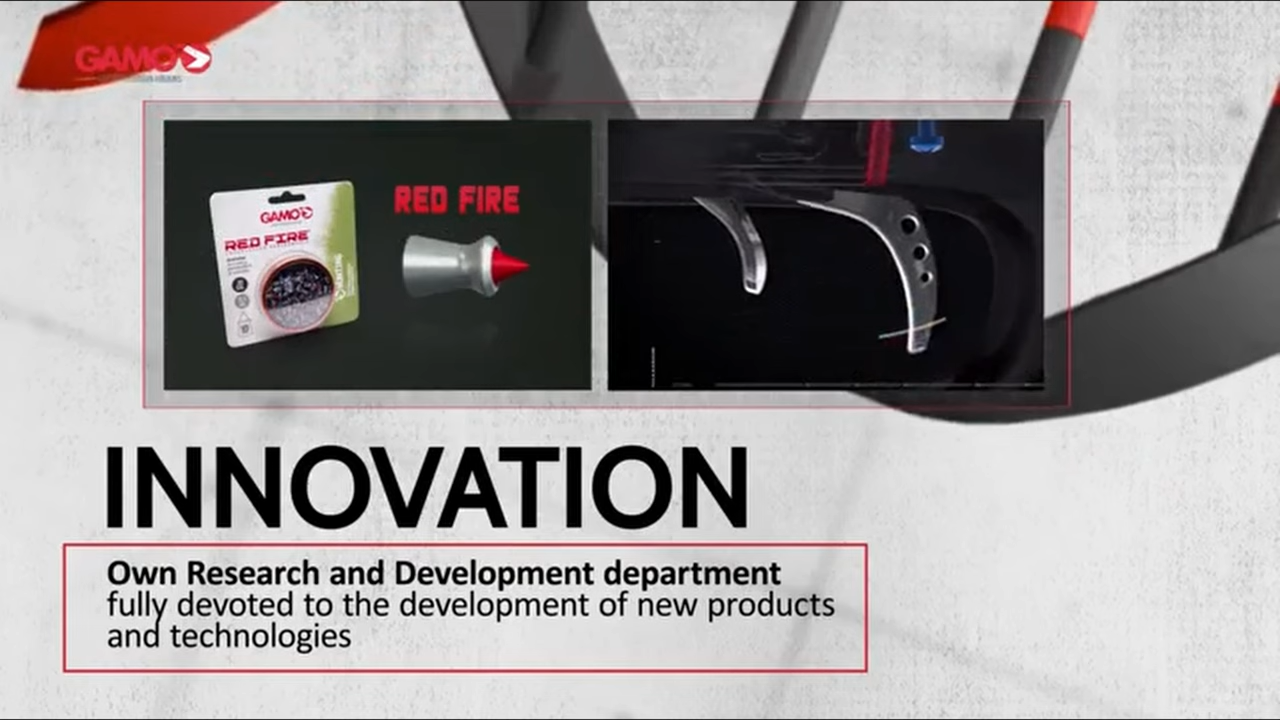 GAMO
RED FIRE
GAMO
RED FIRE
INNOVATION
Own Research and Development department
fully devoted to the development of new products
and technologies